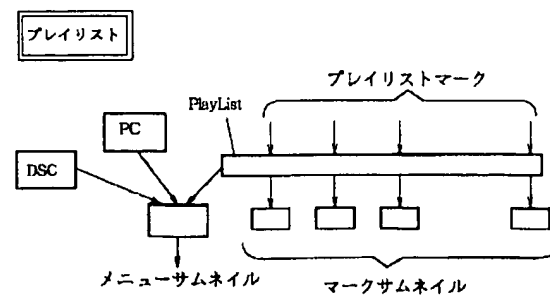 プレイリスト
プレイリストマーク
PlayList
PC
DSC
メニューサムネイル
マークサムネイル